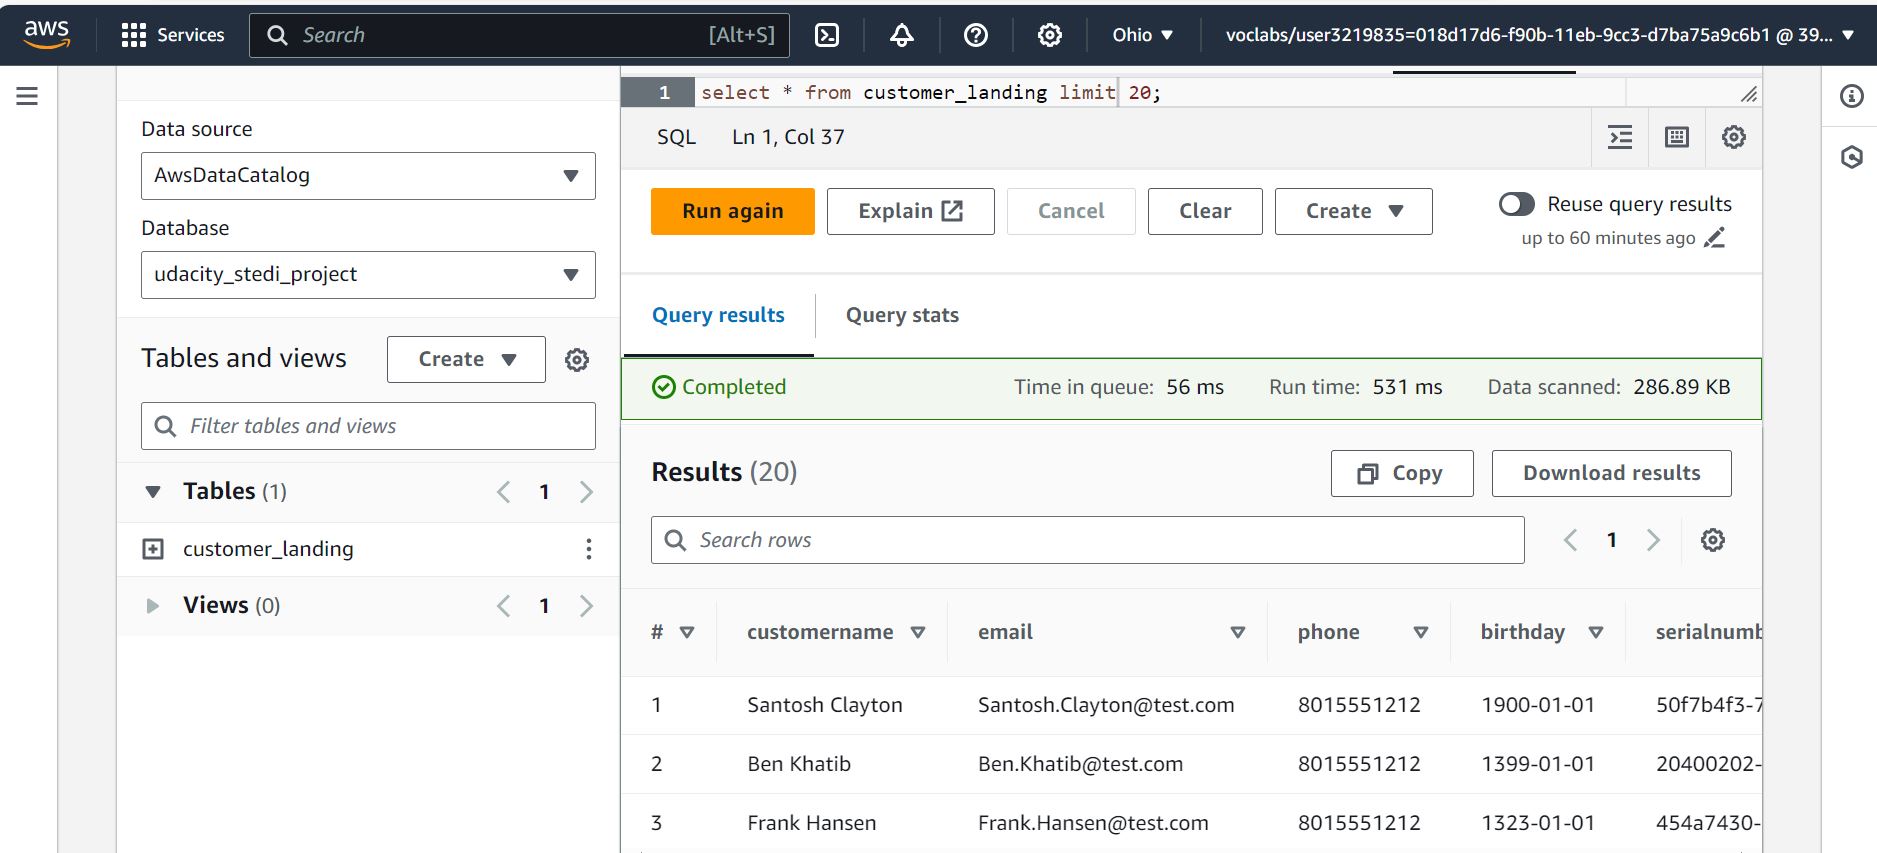 aws Services Search [Alt+S] Ohio voclabs/user3219835=018d17d6-f90b-11eb-9cc3-d7ba75a9c6b1 @ 39...
Data source
AwsDataCatalog
Database
udacity_stedi_project
Tables and views Create
Filter tables and views
Tables (1) 1
customer_landing
Views (0) 1
1 select * from customer_landing limit 20;
SQL Ln 1, Col 37
Run again Explain Cancel Clear Create Reuse query results
up to 60 minutes ago
Query results Query stats
Completed Time in queue: 56 ms Run time: 531 ms Data scanned: 286.89 KB
Results (20) Copy Download results
Search rows 1
# customername email phone birthday serialnumb
1 Santosh Clayton Santosh.Clayton@test.com 8015551212 1900-01-01 50f7b4f3-7
2 Ben Khatib Ben.Khatib@test.com 8015551212 1399-01-01 20400202-
3 Frank Hansen Frank.Hansen@test.com 8015551212 1323-01-01 454a7430-